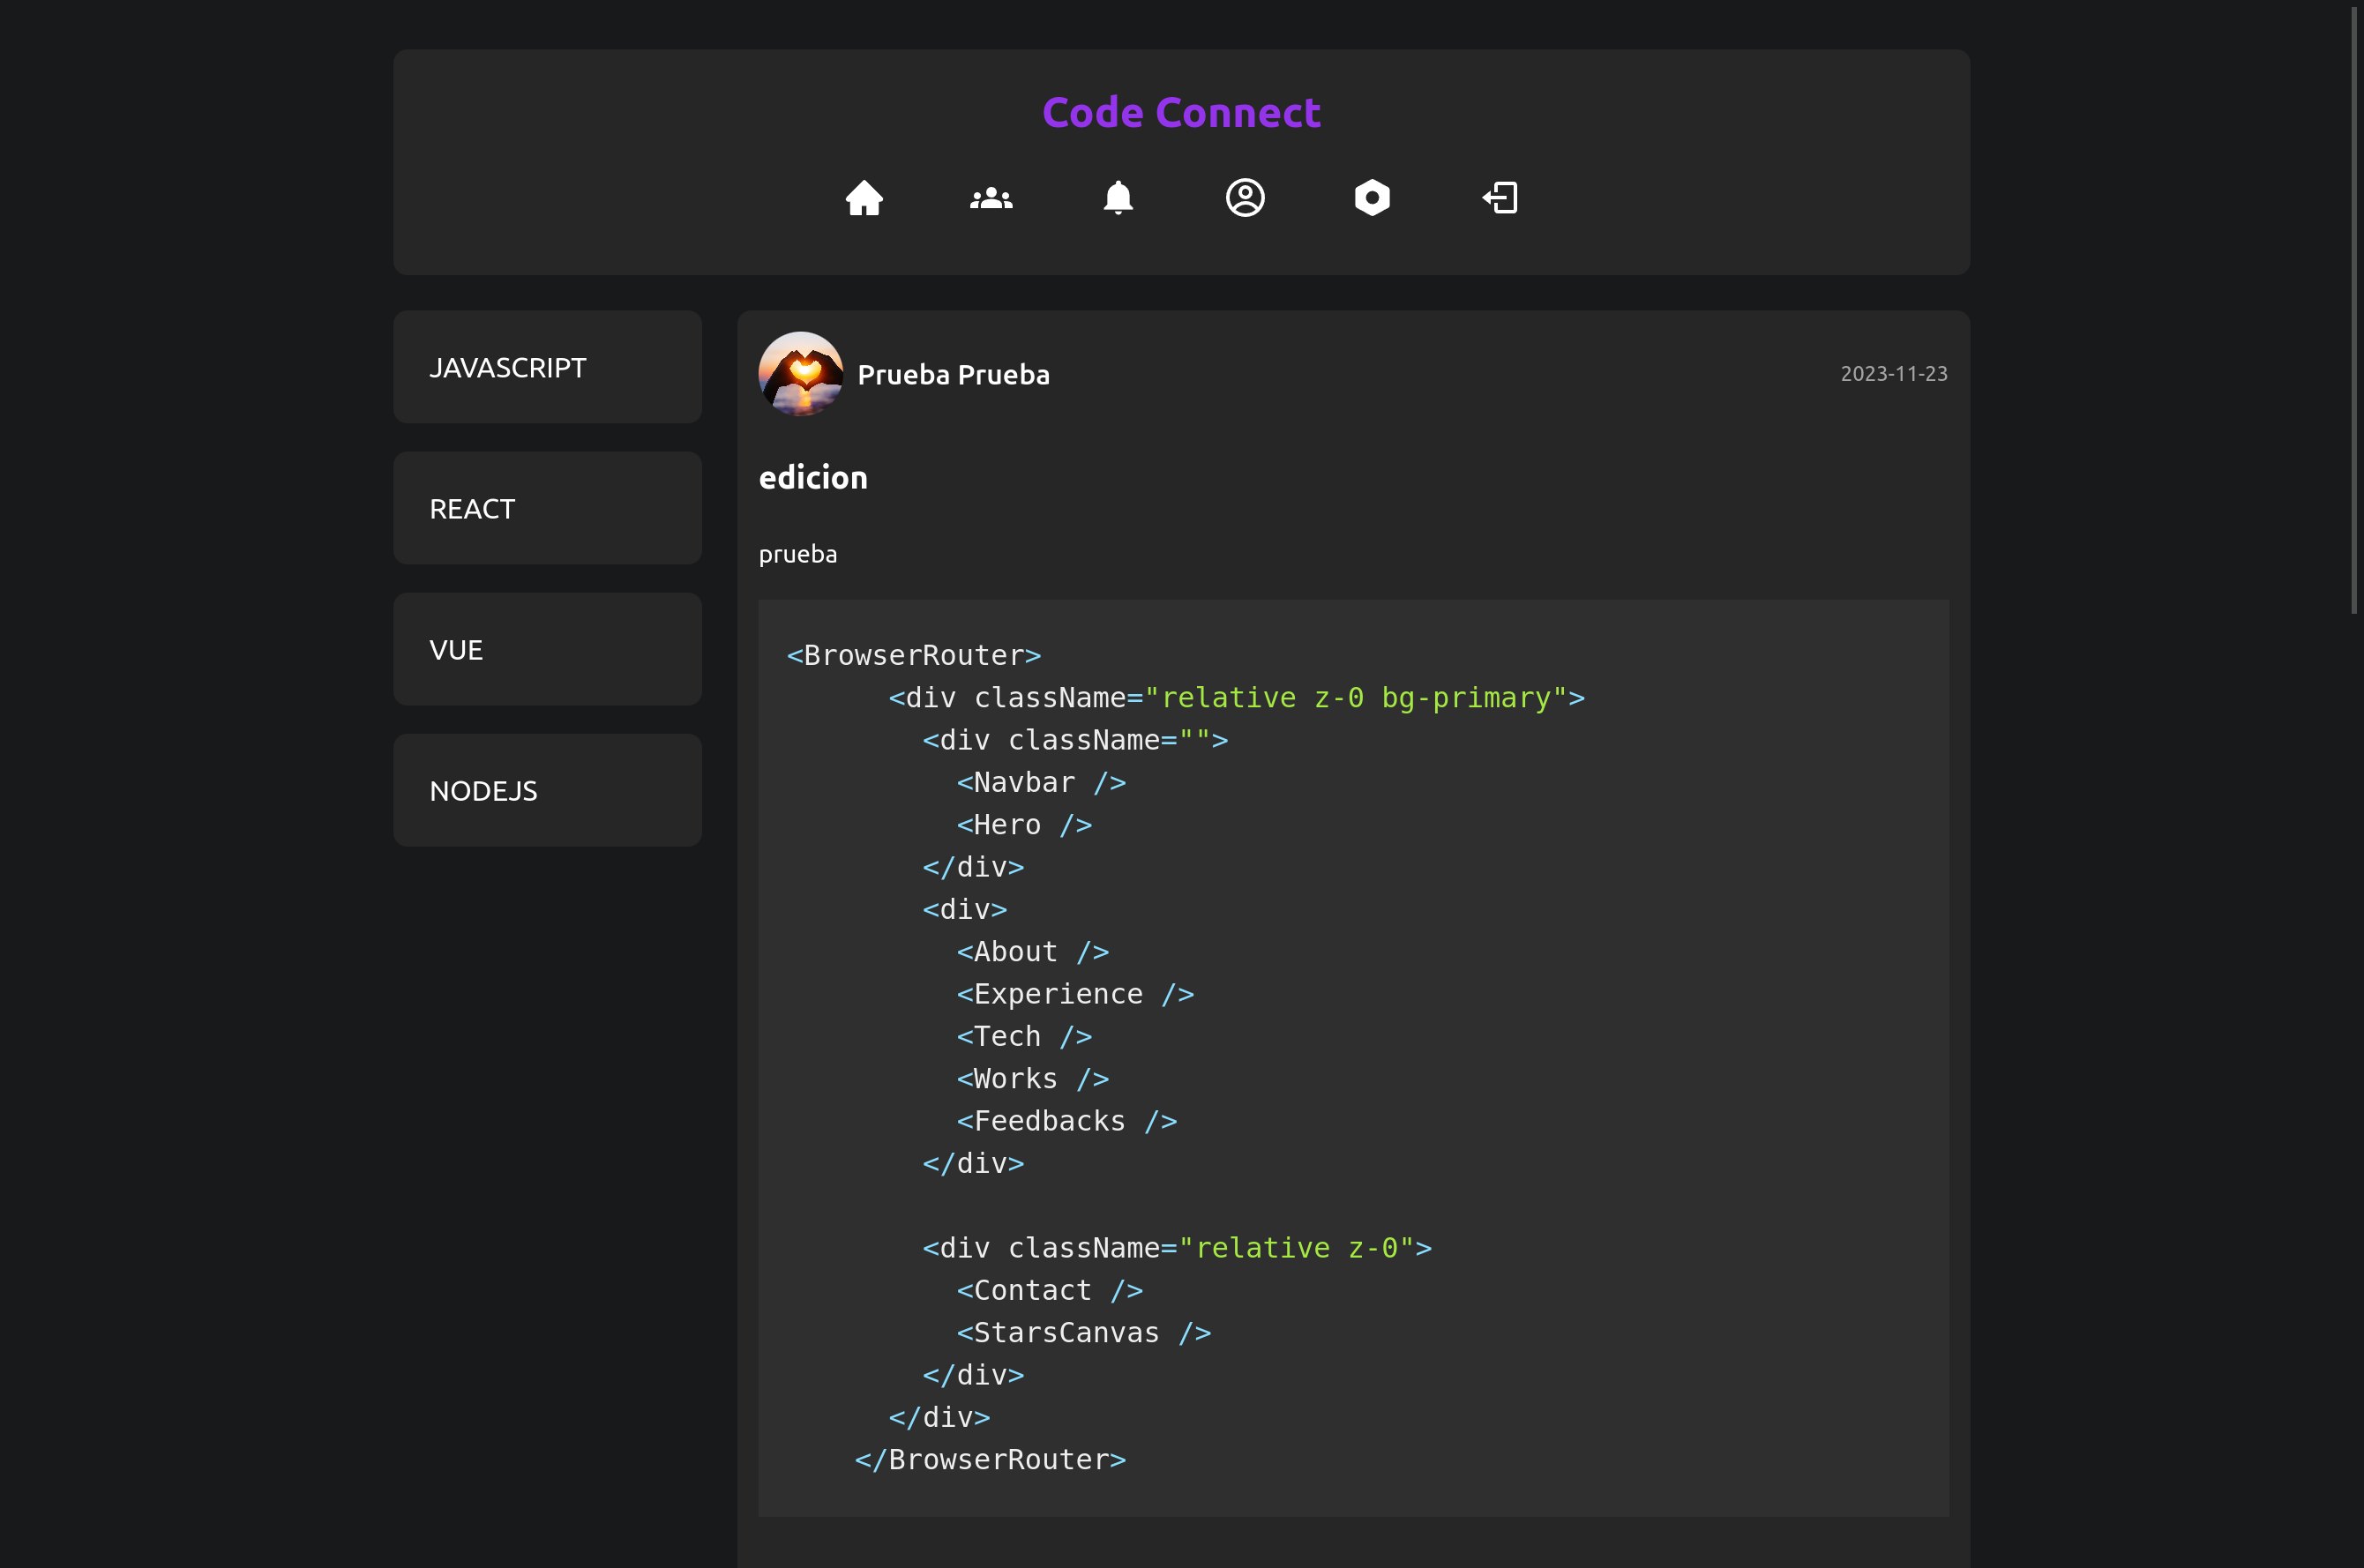 Code Connect
JAVASCRIPT
REACT
VUE
NODEJS
Prueba Prueba
2023-11-23
edicion
prueba
<BrowserRouter>
      <div className="relative z-0 bg-primary">
        <div className="">
          <Navbar />
          <Hero />
        </div>
        <div>
          <About />
          <Experience />
          <Tech />
          <Works />
          <Feedbacks />
        </div>

        <div className="relative z-0">
          <Contact />
          <StarsCanvas />
        </div>
      </div>
    </BrowserRouter>